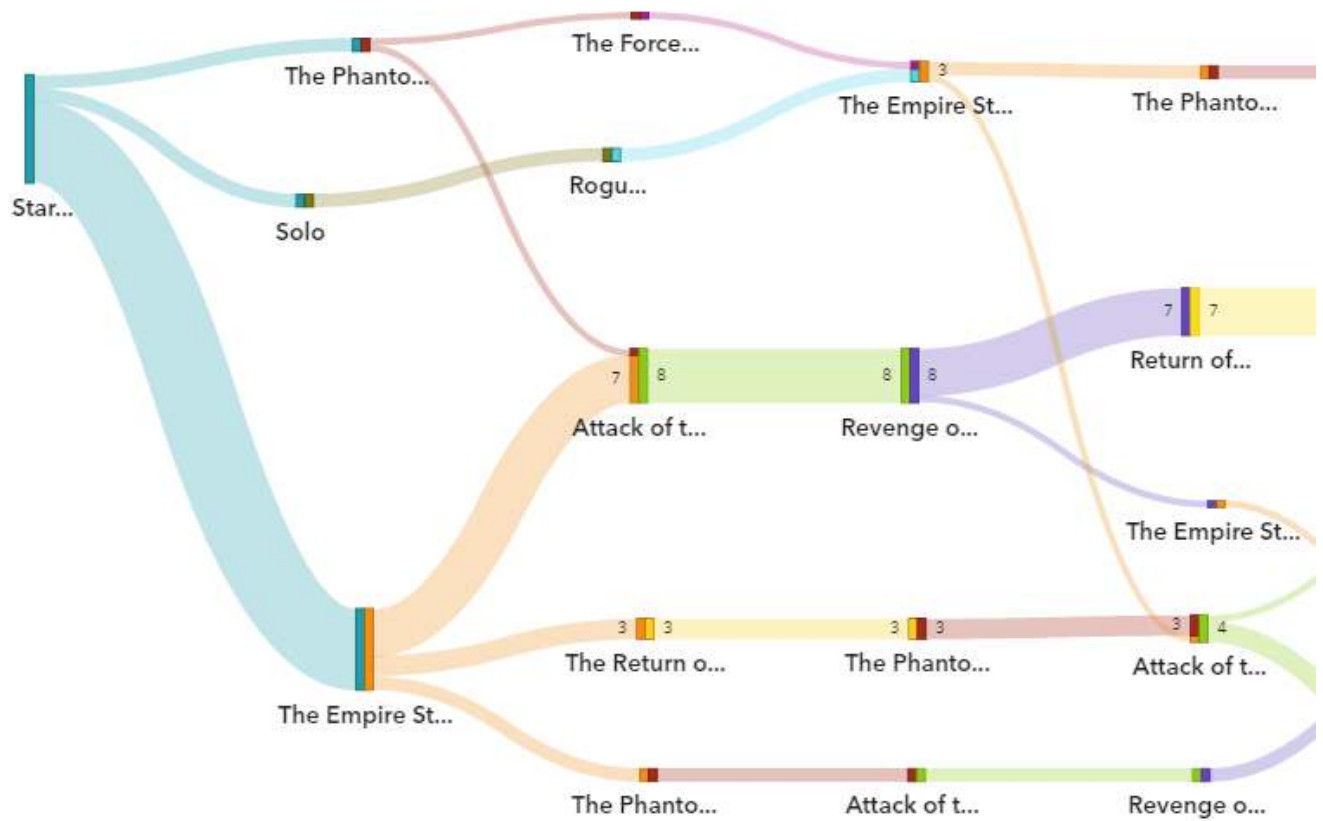 The Force...
The Phanto...
3
The Empire St...
The Phanto...
Rogu...
Star...
Solo
7
8
Attack of t...
8
8
Revenge o...
7
7
Return of...
The Empire St...
The Empire St...
3
3
The Return o...
3
3
The Phanto...
3
4
Attack of t...
The Phanto...
Attack of t...
Revenge o...